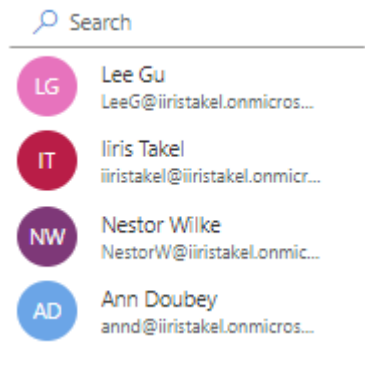 Search
LG
Lee Gu
LeeG@iiristakel.onmicros...
IT
Iiris Takel
iiristakel@iiristakel.onmicr...
NW
Nestor Wilke
NestorW@iiristakel.onmic...
AD
Ann Doubey
annd@iiristakel.onmicros...